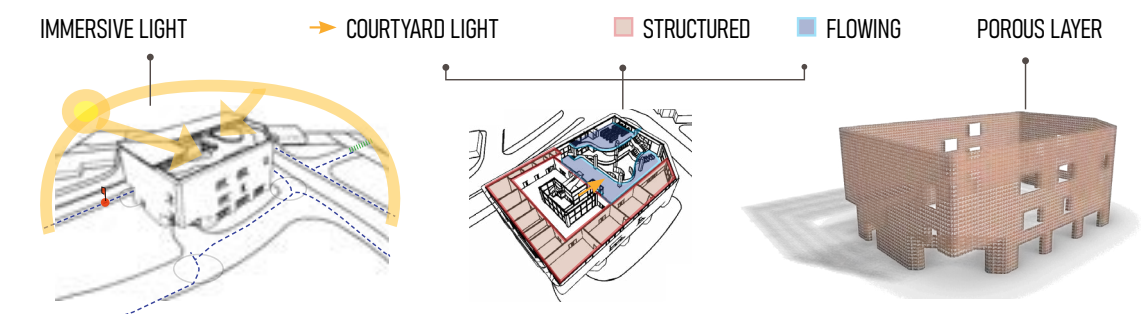 IMMERSIVE LIGHT
COURTYARD LIGHT
STRUCTURED
FLOWING
POROUS LAYER